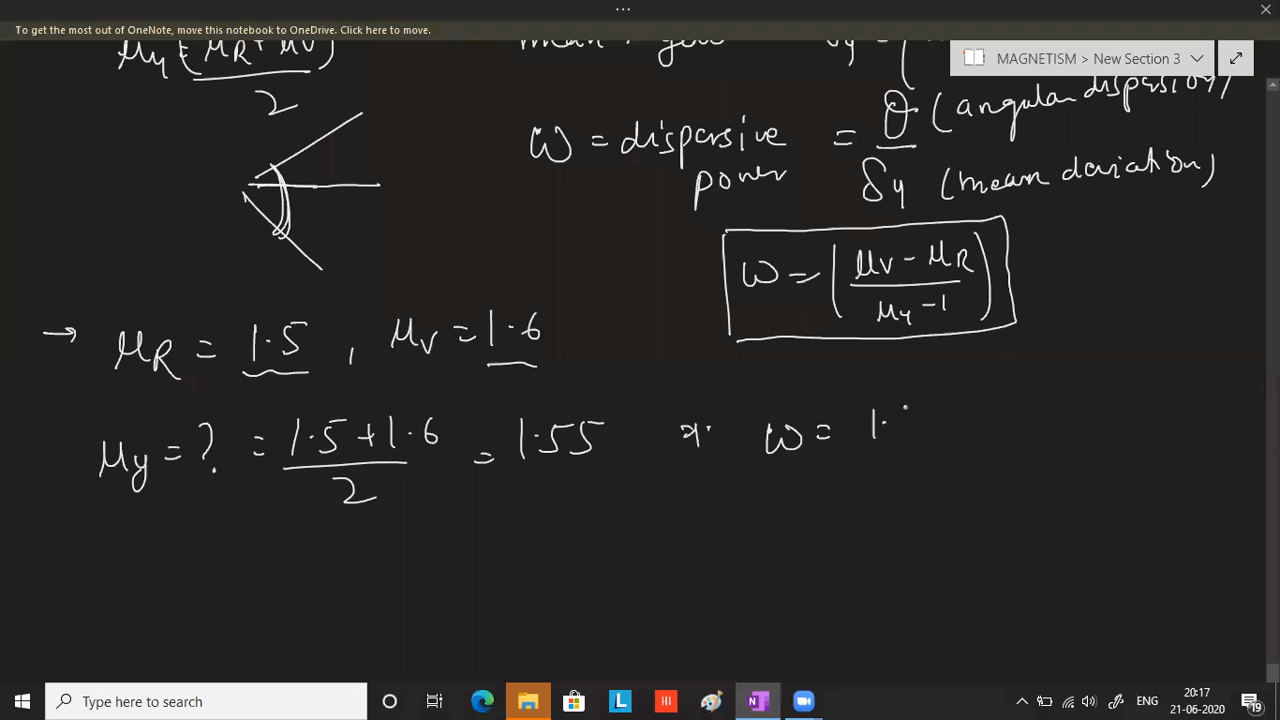 To get the most out of OneNote, move this notebook to OneDrive. Click here to move.
MAGNETISM > New Section 3
μy = (μR + μV)
2
ω = dispersive power = θ (angular dispersion)
δy (mean deviation)
ω = (μV - μR
μy - 1)
→ μR = 1.5 , μV = 1.6
μy = ? = 1.5 + 1.6 = 1.55 ω = 1.
2
Type here to search
L
ENG
20:17
21-06-2020
19